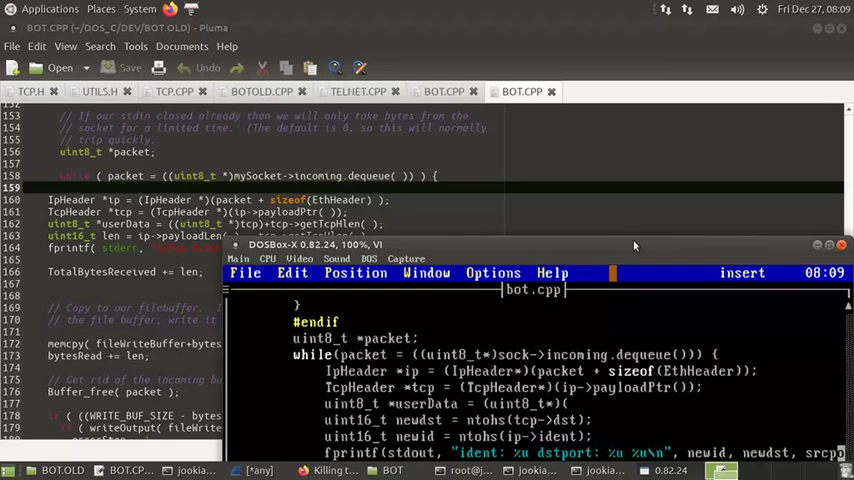 Applications Places System Fri Dec 27, 08:09
BOT.CPP (~/DOS_C/DEV/BOT.OLD) - Pluma
File Edit View Search Tools Documents Help
Open Save Undo
TCP.H UTILS.H TCP.CPP BOTOLD.CPP TELNET.CPP BOT.CPP BOT.CPP
152
153 // If our stdin closed already then we will only take bytes from the
154 // socket for a limited time. (The default is 0, so this will normally
155 // trip quickly.
156 uint8_t *packet;
157
158 while ( packet = ((uint8_t *)mySocket->incoming.dequeue( )) ) {
159
160 IpHeader *ip = (IpHeader *)(packet + sizeof(EthHeader) );
161 TcpHeader *tcp = (TcpHeader *)(ip->payloadPtr( ));
162 uint8_t *userData = ((uint8_t *)tcp)+tcp->getTcpHlen( );
163 uint16_t len = ip->payloadLen(
164 fprintf( stderr,
165
166 TotalBytesReceived += len;
167
168
169 // Copy to our filebuffer. I
170 // the file buffer, write it
171
172 memcpy( fileWriteBuffer+bytes
173 bytesRead += len;
174
175 // Get rid of the incoming bu
176 Buffer_free( packet );
177
178 if ( ((WRITE_BUF_SIZE - bytes
179 if ( writeOutput( fileWrite
DOSBox-X 0.82.24, 100%, VI
Main CPU Video Sound DOS Capture
File Edit Position Window Options Help insert 08:09
bot.cpp
}
#endif
uint8_t *packet;
while(packet = ((uint8_t*)sock->incoming.dequeue())) {
IpHeader *ip = (IpHeader*)(packet + sizeof(EthHeader));
TcpHeader *tcp = (TcpHeader*)(ip->payloadPtr());
uint8_t *userData = (uint8_t*)(
uint16_t newdst = ntohs(tcp->dst);
uint16_t newid = ntohs(ip->ident);
fprintf(stdout, "ident: %u dstport: %u %u\n", newid, newdst, srcpo
BOT.OLD BOT.CP... jookia... [*any] Killing t... BOT root@j... jookia... jookia... 0.82.24